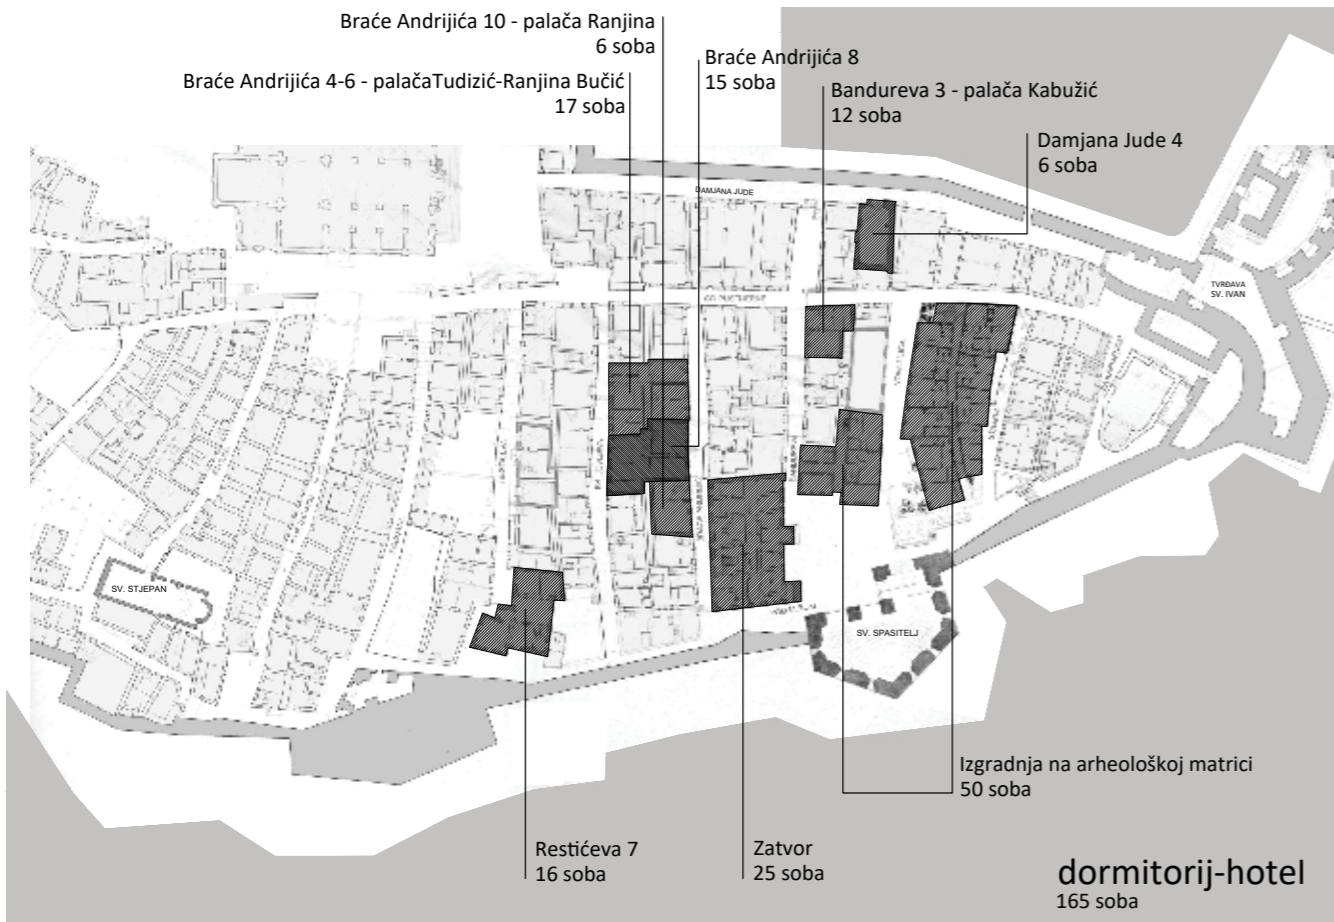 Braće Andrijića 10 - palača Ranjina
6 soba
Braće Andrijića 4-6 - palačaTudizić-Ranjina Bučić
17 soba
Braće Andrijića 8
15 soba
Bandureva 3 - palača Kabužić
12 soba
Damjana Jude 4
6 soba
DAMJANA JUDE
TVRĐAVA
SV. IVAN
SV. STJEPAN
SV. SPASITELJ
Izgradnja na arheološkoj matrici
50 soba
Restićeva 7
16 soba
Zatvor
25 soba
dormitorij-hotel
165 soba